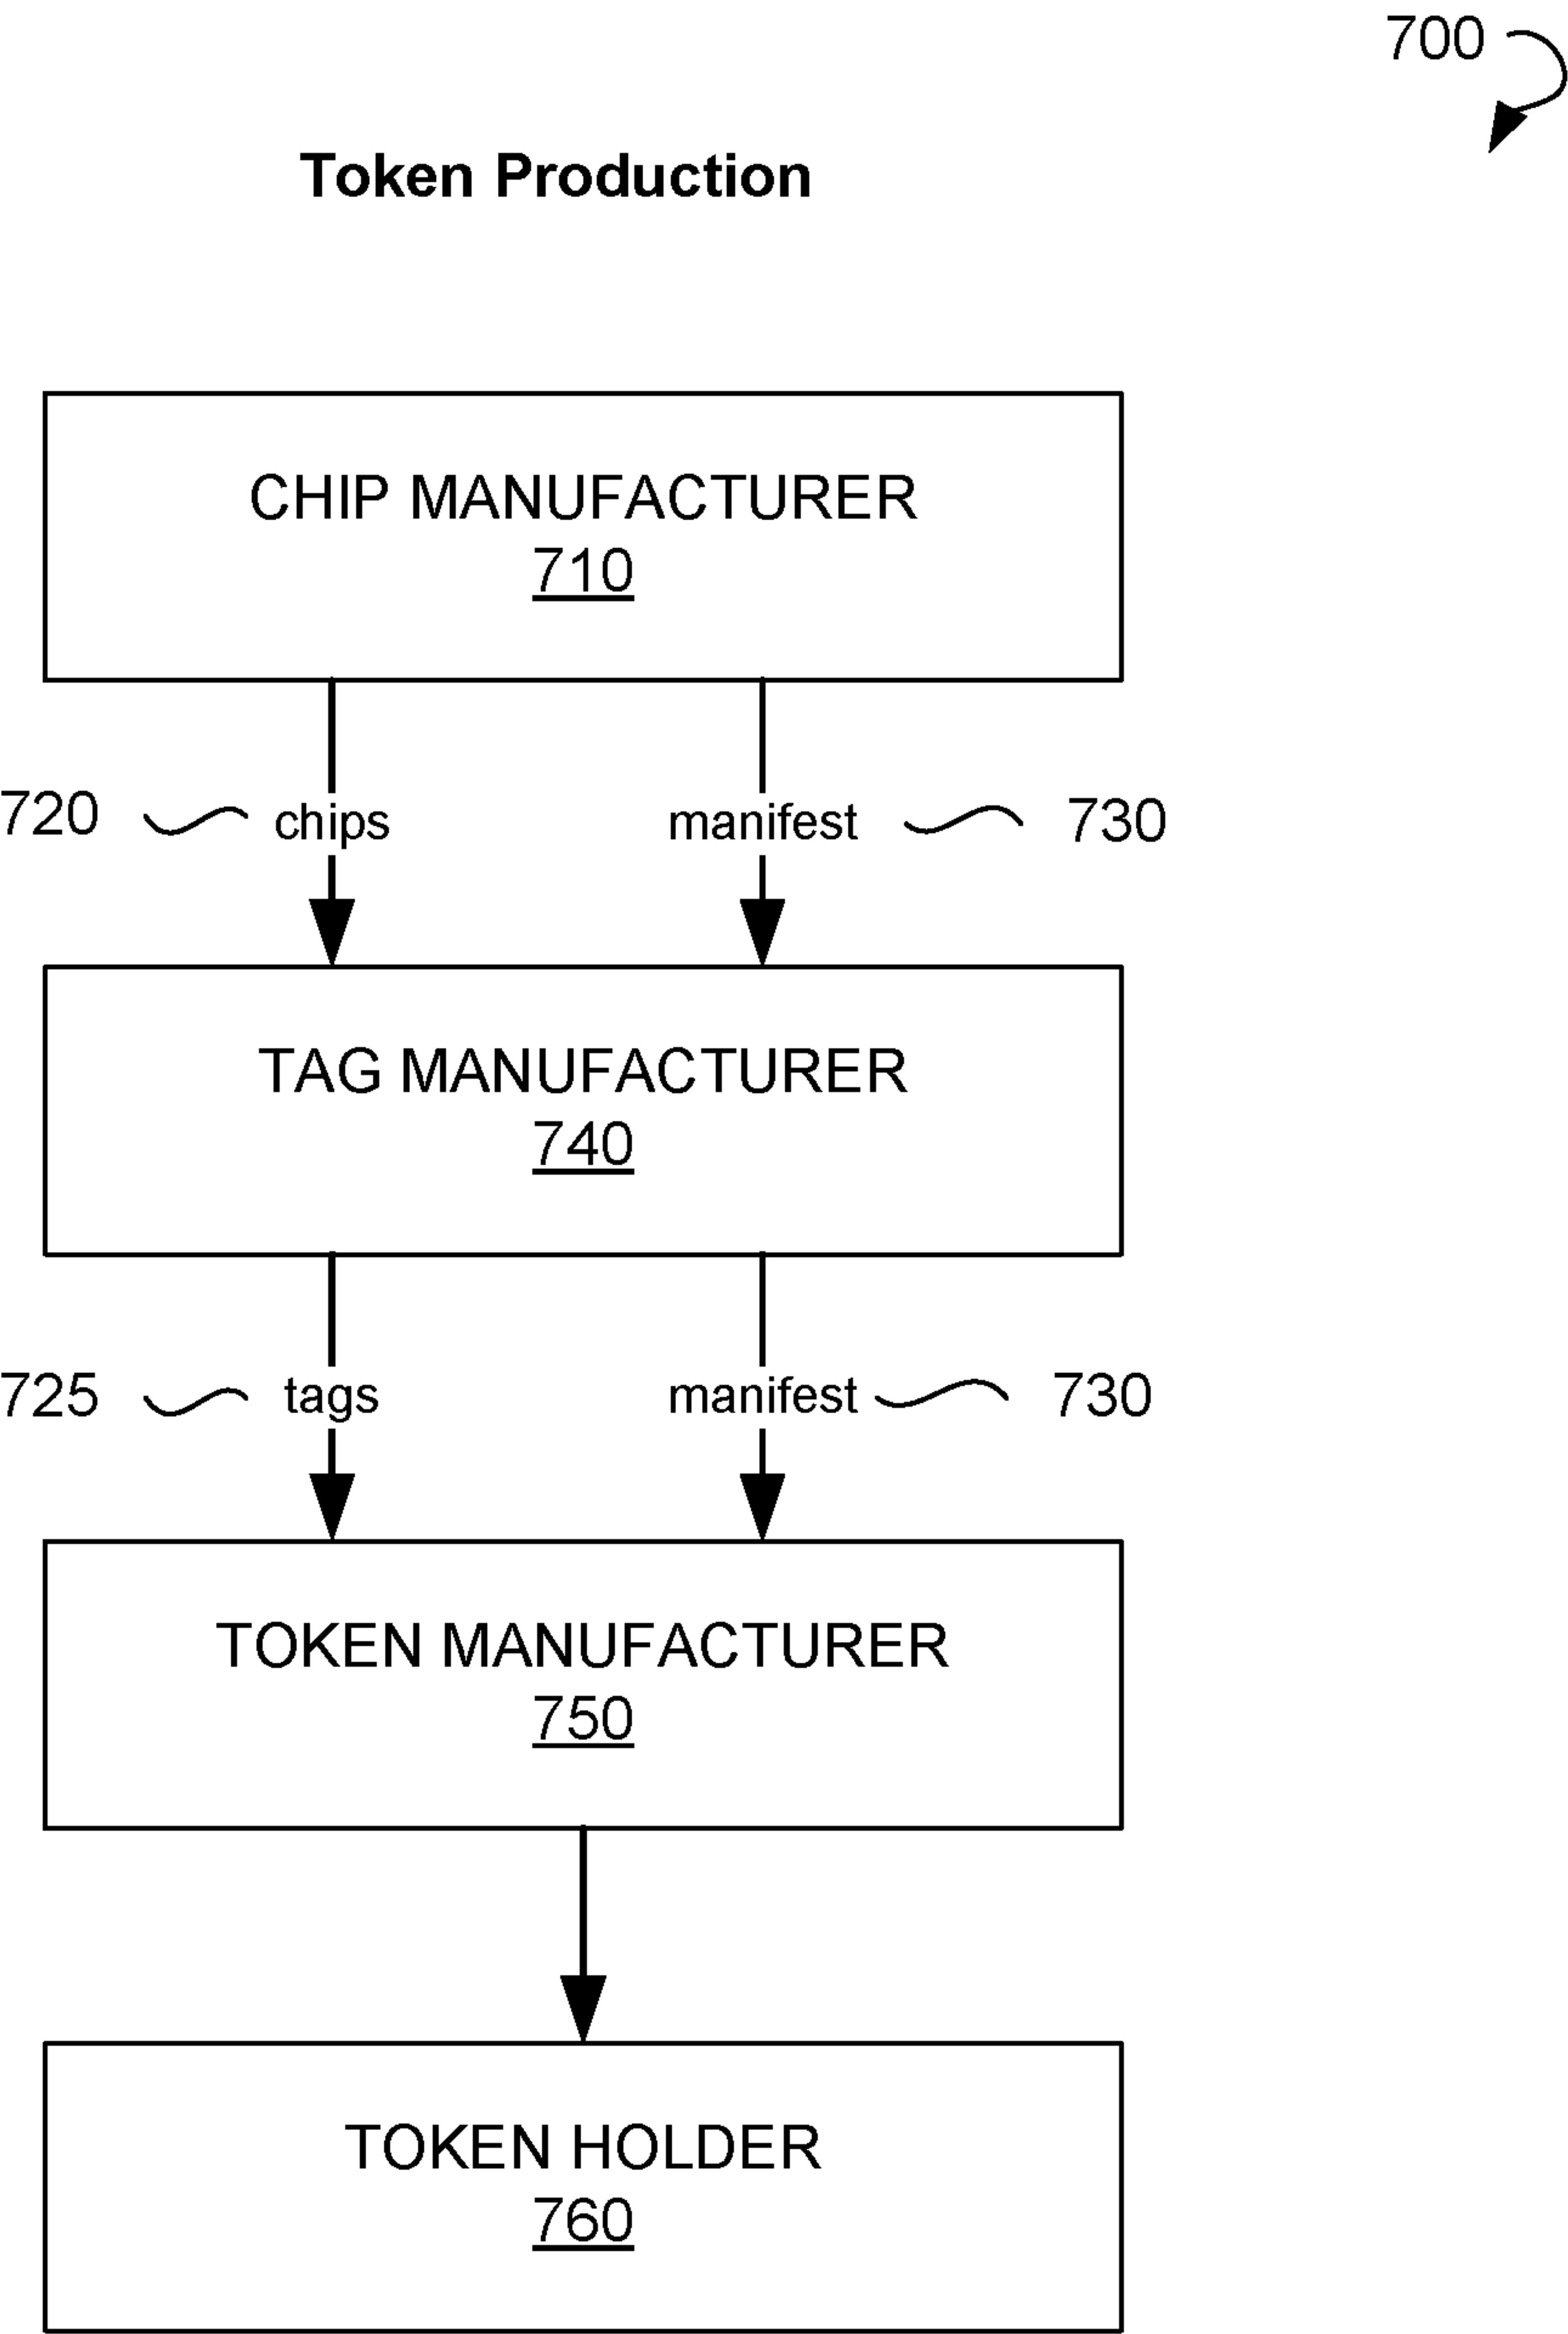 700
Token Production
CHIP MANUFACTURER
710
720 chips manifest 730
TAG MANUFACTURER
740
725 tags manifest 730
TOKEN MANUFACTURER
750
TOKEN HOLDER
760